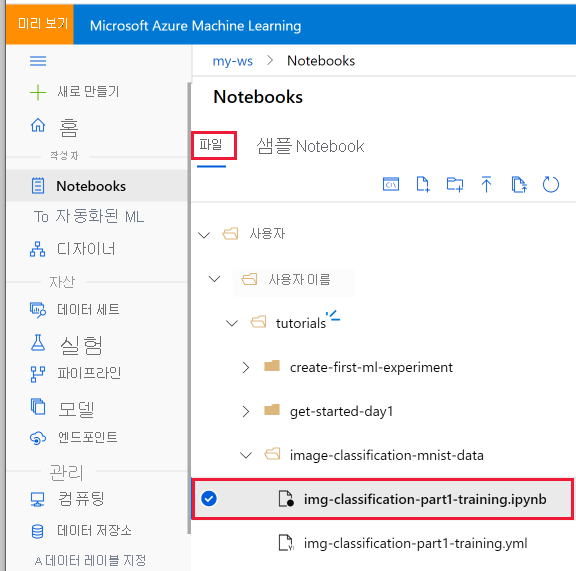 미리 보기
Microsoft Azure Machine Learning
my-ws > Notebooks
새로 만들기
홈
작성자
Notebooks
To 자동화된 ML
디자이너
자산
데이터 세트
실험
파이프라인
모델
엔드포인트
관리
컴퓨팅
데이터 저장소
A 데이터 레이블 지정
Notebooks
파일
샘플 Notebook
사용자
사용자 이름
tutorials
create-first-ml-experiment
get-started-day1
image-classification-mnist-data
img-classification-part1-training.ipynb
img-classification-part1-training.yml